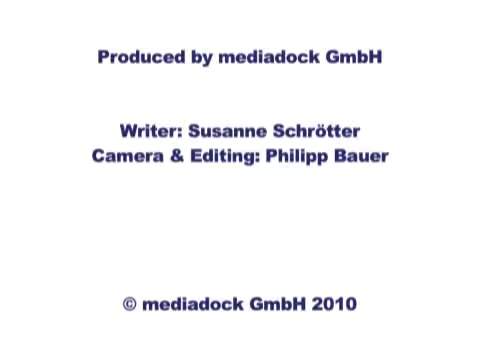 Produced by mediadock GmbH
Writer: Susanne Schrötter
Camera & Editing: Philipp Bauer
© mediadock GmbH 2010